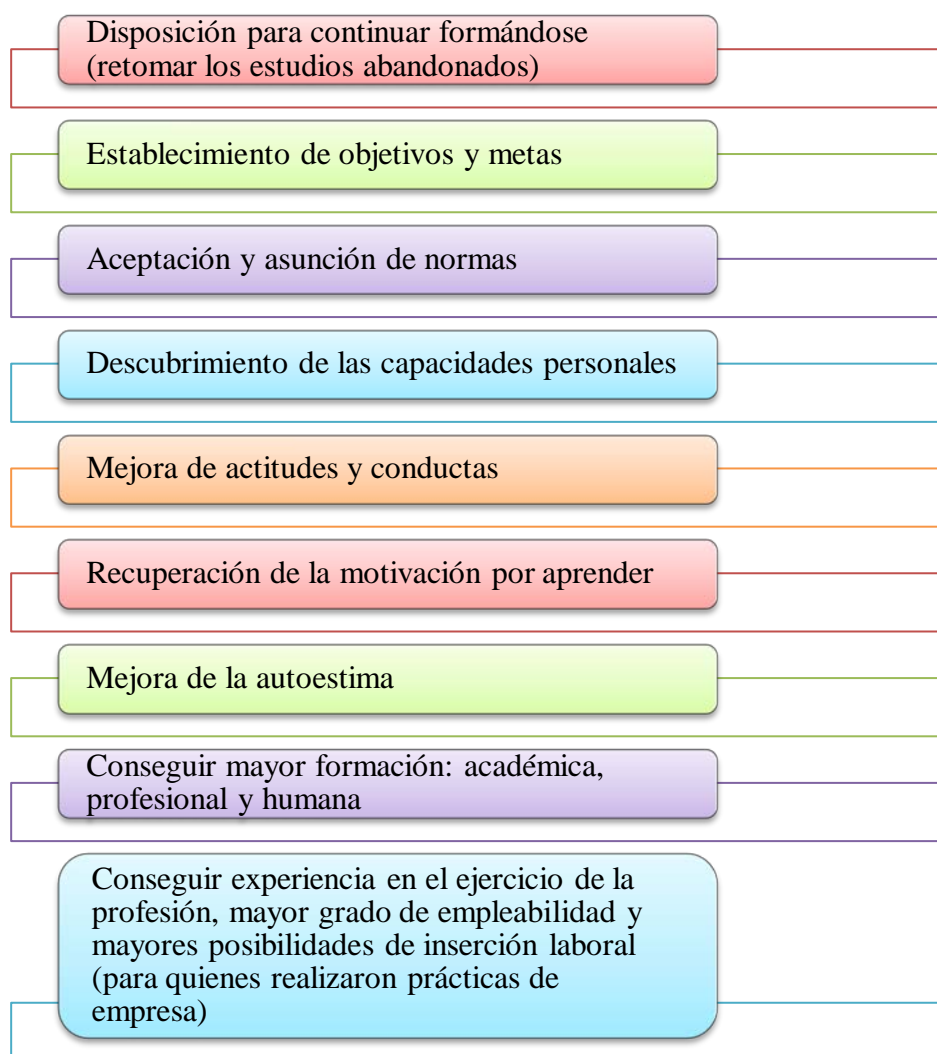 Disposición para continuar formándose
(retomar los estudios abandonados)
Establecimiento de objetivos y metas
Aceptación y asunción de normas
Descubrimiento de las capacidades personales
Mejora de actitudes y conductas
Recuperación de la motivación por aprender
Mejora de la autoestima
Conseguir mayor formación: académica,
profesional y humana
Conseguir experiencia en el ejercicio de la
profesión, mayor grado de empleabilidad y
mayores posibilidades de inserción laboral
(para quienes realizaron prácticas de
empresa)